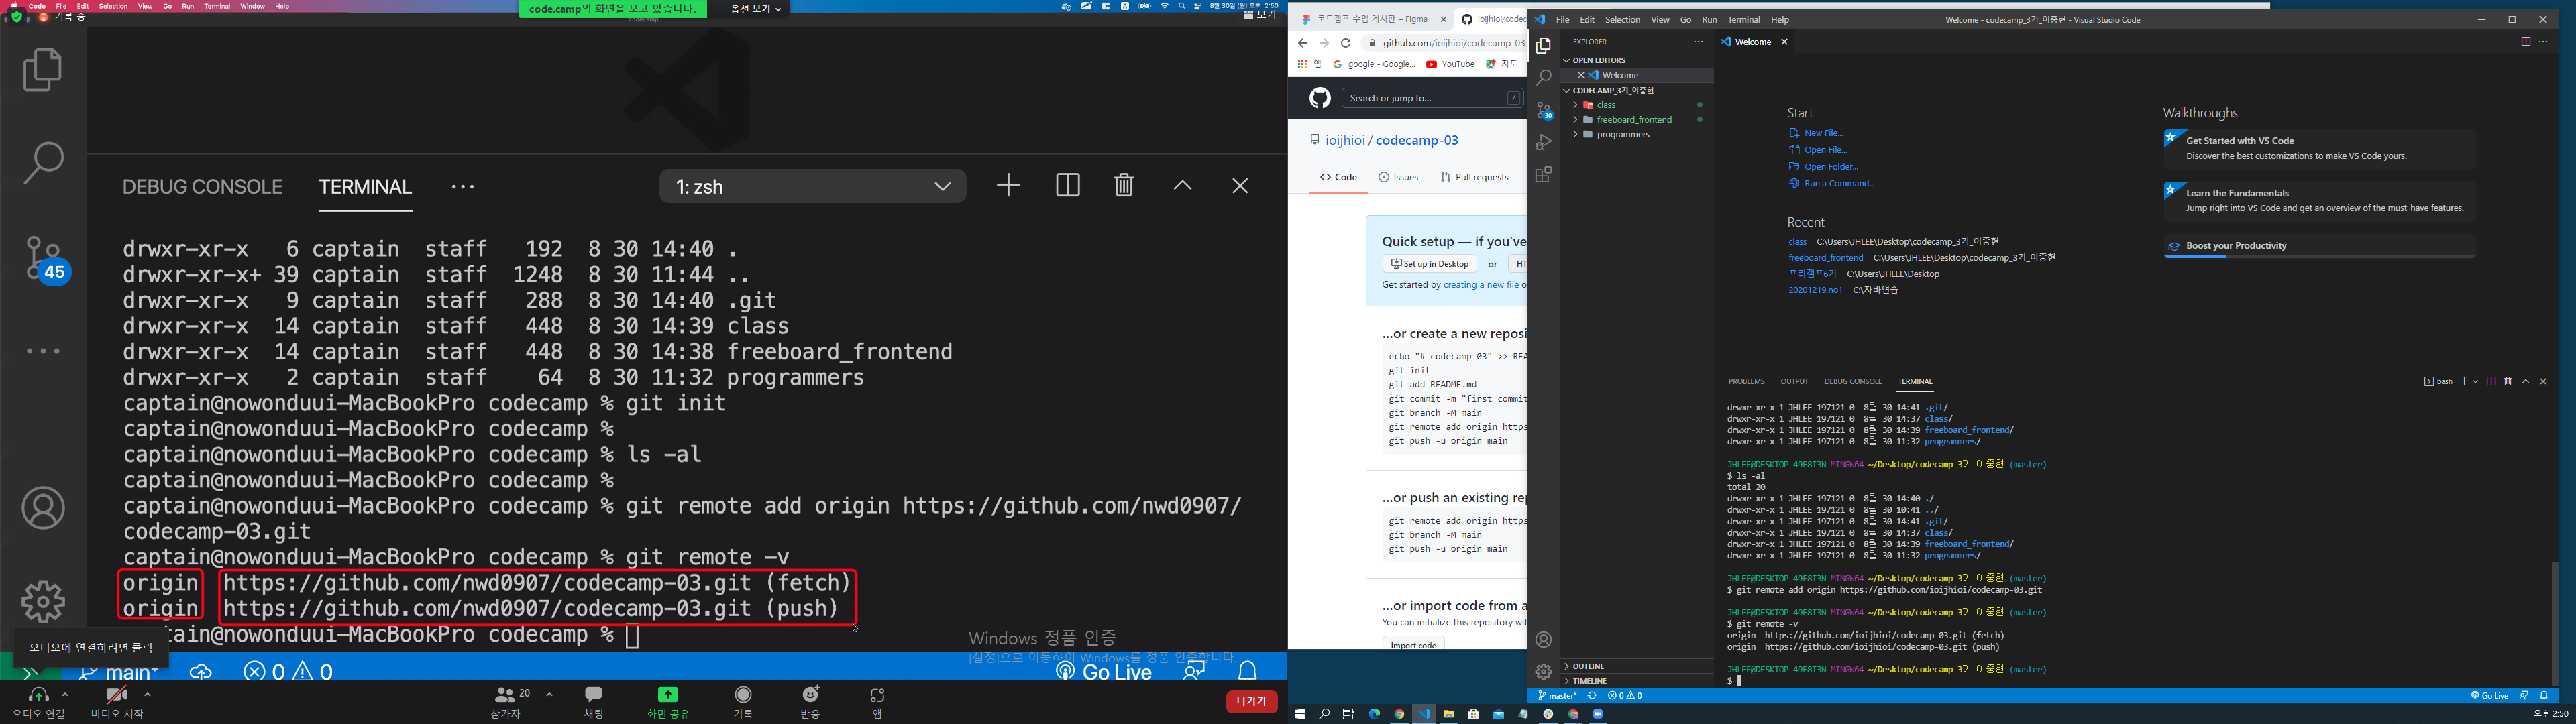 Code File Edit Selection View Go Run Terminal Window Help
code.camp의 화면을 보고 있습니다. 옵션 보기
8월 30일 (월) 오후 2:50
기록 중
codecamp
보기
DEBUG CONSOLE TERMINAL ... 1: zsh
drwxr-xr-x 6 captain staff 192 8 30 14:40 .
drwxr-xr-x+ 39 captain staff 1248 8 30 11:44 ..
drwxr-xr-x 9 captain staff 288 8 30 14:40 .git
drwxr-xr-x 14 captain staff 448 8 30 14:39 class
drwxr-xr-x 14 captain staff 448 8 30 14:38 freeboard_frontend
drwxr-xr-x 2 captain staff 64 8 30 11:32 programmers
captain@nowonduui-MacBookPro codecamp % git init
captain@nowonduui-MacBookPro codecamp %
captain@nowonduui-MacBookPro codecamp % ls -al
captain@nowonduui-MacBookPro codecamp %
captain@nowonduui-MacBookPro codecamp % git remote add origin https://github.com/nwd0907/
codecamp-03.git
captain@nowonduui-MacBookPro codecamp % git remote -v
origin https://github.com/nwd0907/codecamp-03.git (fetch)
origin https://github.com/nwd0907/codecamp-03.git (push)
tain@nowonduui-MacBookPro codecamp %
45
오디오에 연결하려면 클릭
Windows 정품 인증
[설정]으로 이동하여 Windows를 정품 인증합니다.
main* 0 0 Go Live
오디오 연결 비디오 시작 참가자 20 채팅 화면 공유 기록 반응 앱 나가기
코드캠프 수업 게시판 – Figma ioijhioi/codec
github.com/ioijhioi/codecamp-03
앱 google - Google... YouTube 지도
Search or jump to... /
ioijhioi / codecamp-03
Code Issues Pull requests
Quick setup — if you've
Set up in Desktop or HT
Get started by creating a new file o
...or create a new reposi
echo "# codecamp-03" >> REA
git init
git add README.md
git commit -m "first commit
git branch -M main
git remote add origin https
git push -u origin main
...or push an existing rep
git remote add origin https
git branch -M main
git push -u origin main
...or import code from a
You can initialize this repository wit
Import code
File Edit Selection View Go Run Terminal Help
Welcome - codecamp_3기_이중현 - Visual Studio Code
EXPLORER ...
OPEN EDITORS
Welcome
CODECAMP_3기_이중현
class
freeboard_frontend
programmers
30
OUTLINE
TIMELINE
Welcome
Start
New File...
Open File...
Open Folder...
Run a Command...
Recent
class C:\Users\JHLEE\Desktop\codecamp_3기_이중현
freeboard_frontend C:\Users\JHLEE\Desktop\codecamp_3기_이중현
프리캠프6기 C:\Users\JHLEE\Desktop
20201219.no1 C:\자바연습
Walkthroughs
Get Started with VS Code
Discover the best customizations to make VS Code yours.
Learn the Fundamentals
Jump right into VS Code and get an overview of the must-have features.
Boost your Productivity
PROBLEMS OUTPUT DEBUG CONSOLE TERMINAL bash
drwxr-xr-x 1 JHLEE 197121 0 8월 30 14:41 .git/
drwxr-xr-x 1 JHLEE 197121 0 8월 30 14:37 class/
drwxr-xr-x 1 JHLEE 197121 0 8월 30 14:39 freeboard_frontend/
drwxr-xr-x 1 JHLEE 197121 0 8월 30 11:32 programmers/
JHLEE@DESKTOP-49F8I3N MINGW64 ~/Desktop/codecamp_3기_이중현 (master)
$ ls -al
total 20
drwxr-xr-x 1 JHLEE 197121 0 8월 30 14:40 ./
drwxr-xr-x 1 JHLEE 197121 0 8월 30 10:41 ../
drwxr-xr-x 1 JHLEE 197121 0 8월 30 14:41 .git/
drwxr-xr-x 1 JHLEE 197121 0 8월 30 14:37 class/
drwxr-xr-x 1 JHLEE 197121 0 8월 30 14:39 freeboard_frontend/
drwxr-xr-x 1 JHLEE 197121 0 8월 30 11:32 programmers/
JHLEE@DESKTOP-49F8I3N MINGW64 ~/Desktop/codecamp_3기_이중현 (master)
$ git remote add origin https://github.com/ioijhioi/codecamp-03.git
JHLEE@DESKTOP-49F8I3N MINGW64 ~/Desktop/codecamp_3기_이중현 (master)
$ git remote -v
origin https://github.com/ioijhioi/codecamp-03.git (fetch)
origin https://github.com/ioijhioi/codecamp-03.git (push)
JHLEE@DESKTOP-49F8I3N MINGW64 ~/Desktop/codecamp_3기_이중현 (master)
$
master* 0 0 Go Live
오후 2:50